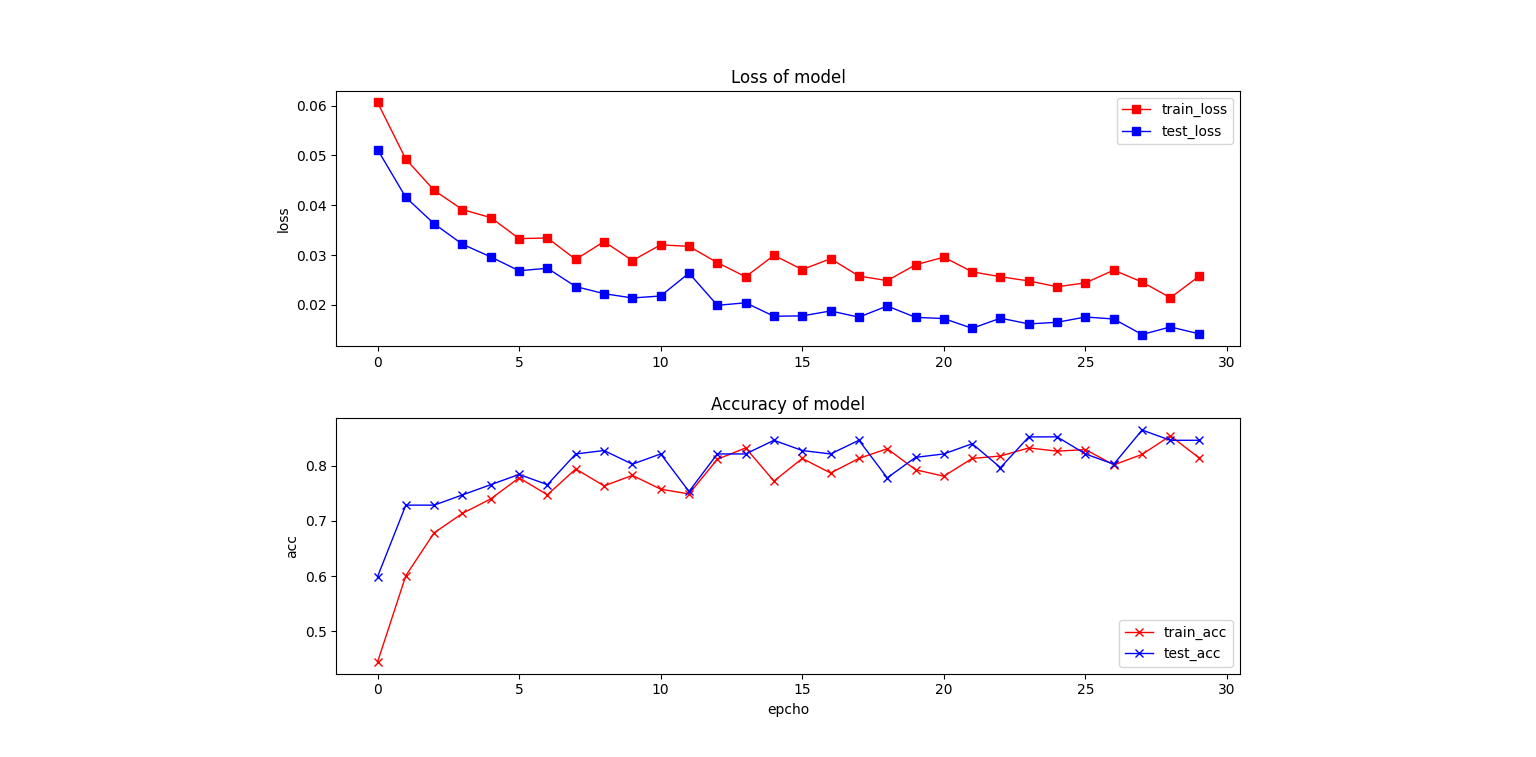 Loss of model
0.06
0.05
0.04
0.03
0.02
loss
train_loss
test_loss
0 5 10 15 20 25 30
Accuracy of model
0.8
0.7
0.6
0.5
acc
train_acc
test_acc
0 5 10 15 20 25 30
epcho